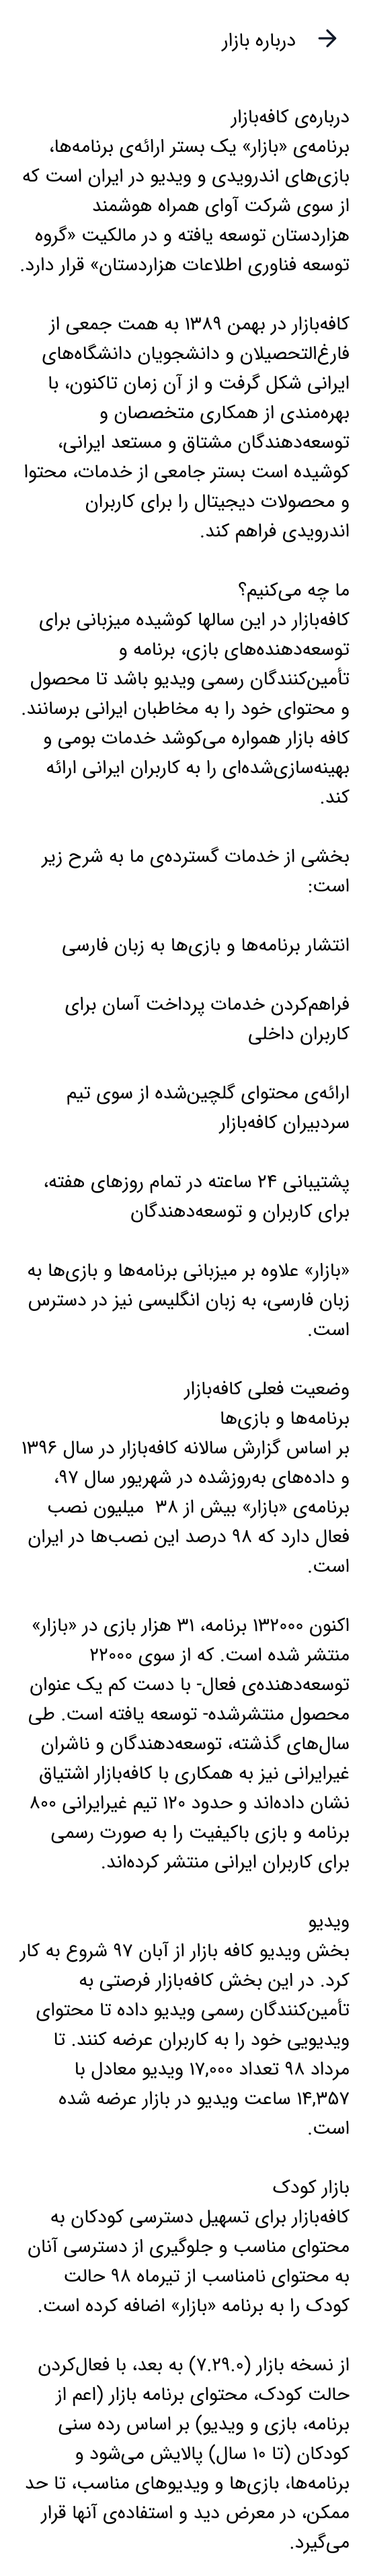 درباره بازار
درباره‌ی کافه‌بازار
برنامه‌ی «بازار» یک بستر ارائه‌ی برنامه‌ها،
بازی‌های اندرویدی و ویدیو در ایران است که
از سوی شرکت آوای همراه هوشمند
هزاردستان توسعه یافته و در مالکیت «گروه
توسعه فناوری اطلاعات هزاردستان» قرار دارد.
کافه‌بازار در بهمن ۱۳۸۹ به همت جمعی از
فارغ‌التحصیلان و دانشجویان دانشگاه‌های
ایرانی شکل گرفت و از آن زمان تاکنون، با
بهره‌مندی از همکاری متخصصان و
توسعه‌دهندگان مشتاق و مستعد ایرانی،
کوشیده است بستر جامعی از خدمات، محتوا
و محصولات دیجیتال را برای کاربران
اندرویدی فراهم کند.
ما چه می‌کنیم؟
کافه‌بازار در این سالها کوشیده میزبانی برای
توسعه‌دهنده‌های بازی، برنامه و
تأمین‌کنندگان رسمی ویدیو باشد تا محصول
و محتوای خود را به مخاطبان ایرانی برسانند.
کافه بازار همواره می‌کوشد خدمات بومی و
بهینه‌سازی‌شده‌ای را به کاربران ایرانی ارائه
کند.
بخشی از خدمات گسترده‌ی ما به شرح زیر
است:
انتشار برنامه‌ها و بازی‌ها به زبان فارسی
فراهم‌کردن خدمات پرداخت آسان برای
کاربران داخلی
ارائه‌ی محتوای گلچین‌شده از سوی تیم
سردبیران کافه‌بازار
پشتیبانی ۲۴ ساعته در تمام روزهای هفته،
برای کاربران و توسعه‌دهندگان
«بازار» علاوه بر میزبانی برنامه‌ها و بازی‌ها به
زبان فارسی، به زبان انگلیسی نیز در دسترس
است.
وضعیت فعلی کافه‌بازار
برنامه‌ها و بازی‌ها
بر اساس گزارش سالانه کافه‌بازار در سال ۱۳۹۶
و داده‌های به‌روزشده در شهریور سال ۹۷،
برنامه‌ی «بازار» بیش از ۳۸  میلیون نصب
فعال دارد که ۹۸ درصد این نصب‌ها در ایران
است.
اکنون ۱۳۲۰۰۰ برنامه، ۳۱ هزار بازی در «بازار»
منتشر شده است. که از سوی ۲۲۰۰۰
توسعه‌دهنده‌ی فعال- با دست کم یک عنوان
محصول منتشرشده- توسعه یافته است. طی
سال‌های گذشته، توسعه‌دهندگان و ناشران
غیرایرانی نیز به همکاری با کافه‌بازار اشتیاق
نشان داده‌اند و حدود ۱۲۰ تیم غیرایرانی ۸۰۰
برنامه و بازی باکیفیت را به صورت رسمی
برای کاربران ایرانی منتشر کرده‌اند.
ویدیو
بخش ویدیو کافه بازار از آبان ۹۷ شروع به کار
کرد. در این بخش کافه‌بازار فرصتی به
تأمین‌کنندگان رسمی ویدیو داده تا محتوای
ویدیویی خود را به کاربران عرضه کنند. تا
مرداد ۹۸ تعداد ۱۷,۰۰۰ ویدیو معادل با
۱۴,۳۵۷ ساعت ویدیو در بازار عرضه شده
است.
بازار کودک
کافه‌بازار برای تسهیل دسترسی کودکان به
محتوای مناسب و جلوگیری از دسترسی آنان
به محتوای نامناسب از تیرماه ۹۸ حالت
کودک را به برنامه «بازار» اضافه کرده است.
از نسخه بازار (۷.۲۹.۰) به بعد، با فعال‌کردن
حالت کودک، محتوای برنامه بازار (اعم از
برنامه، بازی و ویدیو) بر اساس رده سنی
کودکان (تا ۱۰ سال) پالایش می‌شود و
برنامه‌ها، بازی‌ها و ویدیوهای مناسب، تا حد
ممکن، در معرض دید و استفاده‌ی آنها قرار
می‌گیرد.